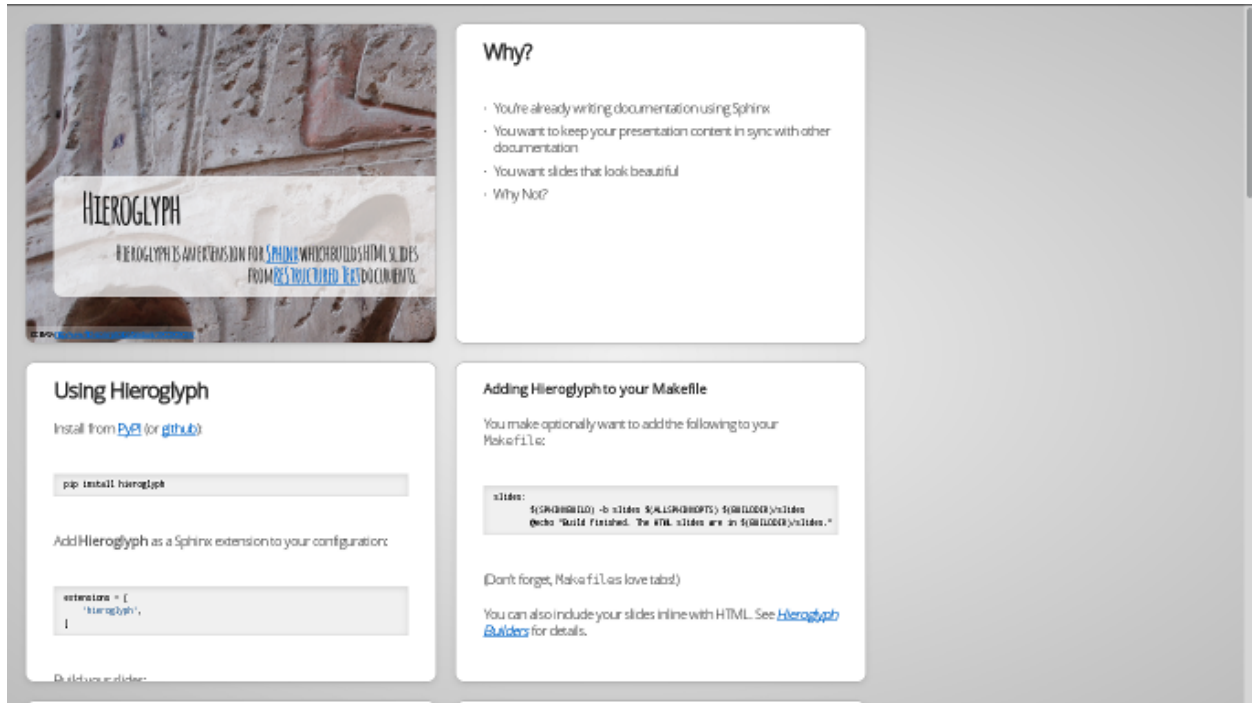 HIEROGLYPH
HIEROGLYPH IS AN EXTENSION FOR SPHINX WHICH BUILDS HTML SLIDES
FROM RESTRUCTURED TEXT DOCUMENTS.
Why?
· You're already writing documentation using Sphinx
· You want to keep your presentation content in sync with other
documentation
· You want slides that look beautiful
· Why Not?
Using Hieroglyph
Install from PyPI (or github):
pip install hieroglyph
Add Hieroglyph as a Sphinx extension to your configuration:
extensions = [
'hieroglyph',
]
Build your slides:
Adding Hieroglyph to your Makefile
You make optionally want to add the following to your
Makefile:
slides:
$(SPHINXBUILD) -b slides $(ALLSPHINXOPTS) $(BUILDDIR)/slides
@echo "Build finished. The HTML slides are in $(BUILDDIR)/slides."
(Don't forget, Makefiles love tabs!)
You can also include your slides inline with HTML. See Hieroglyph
Builders for details.